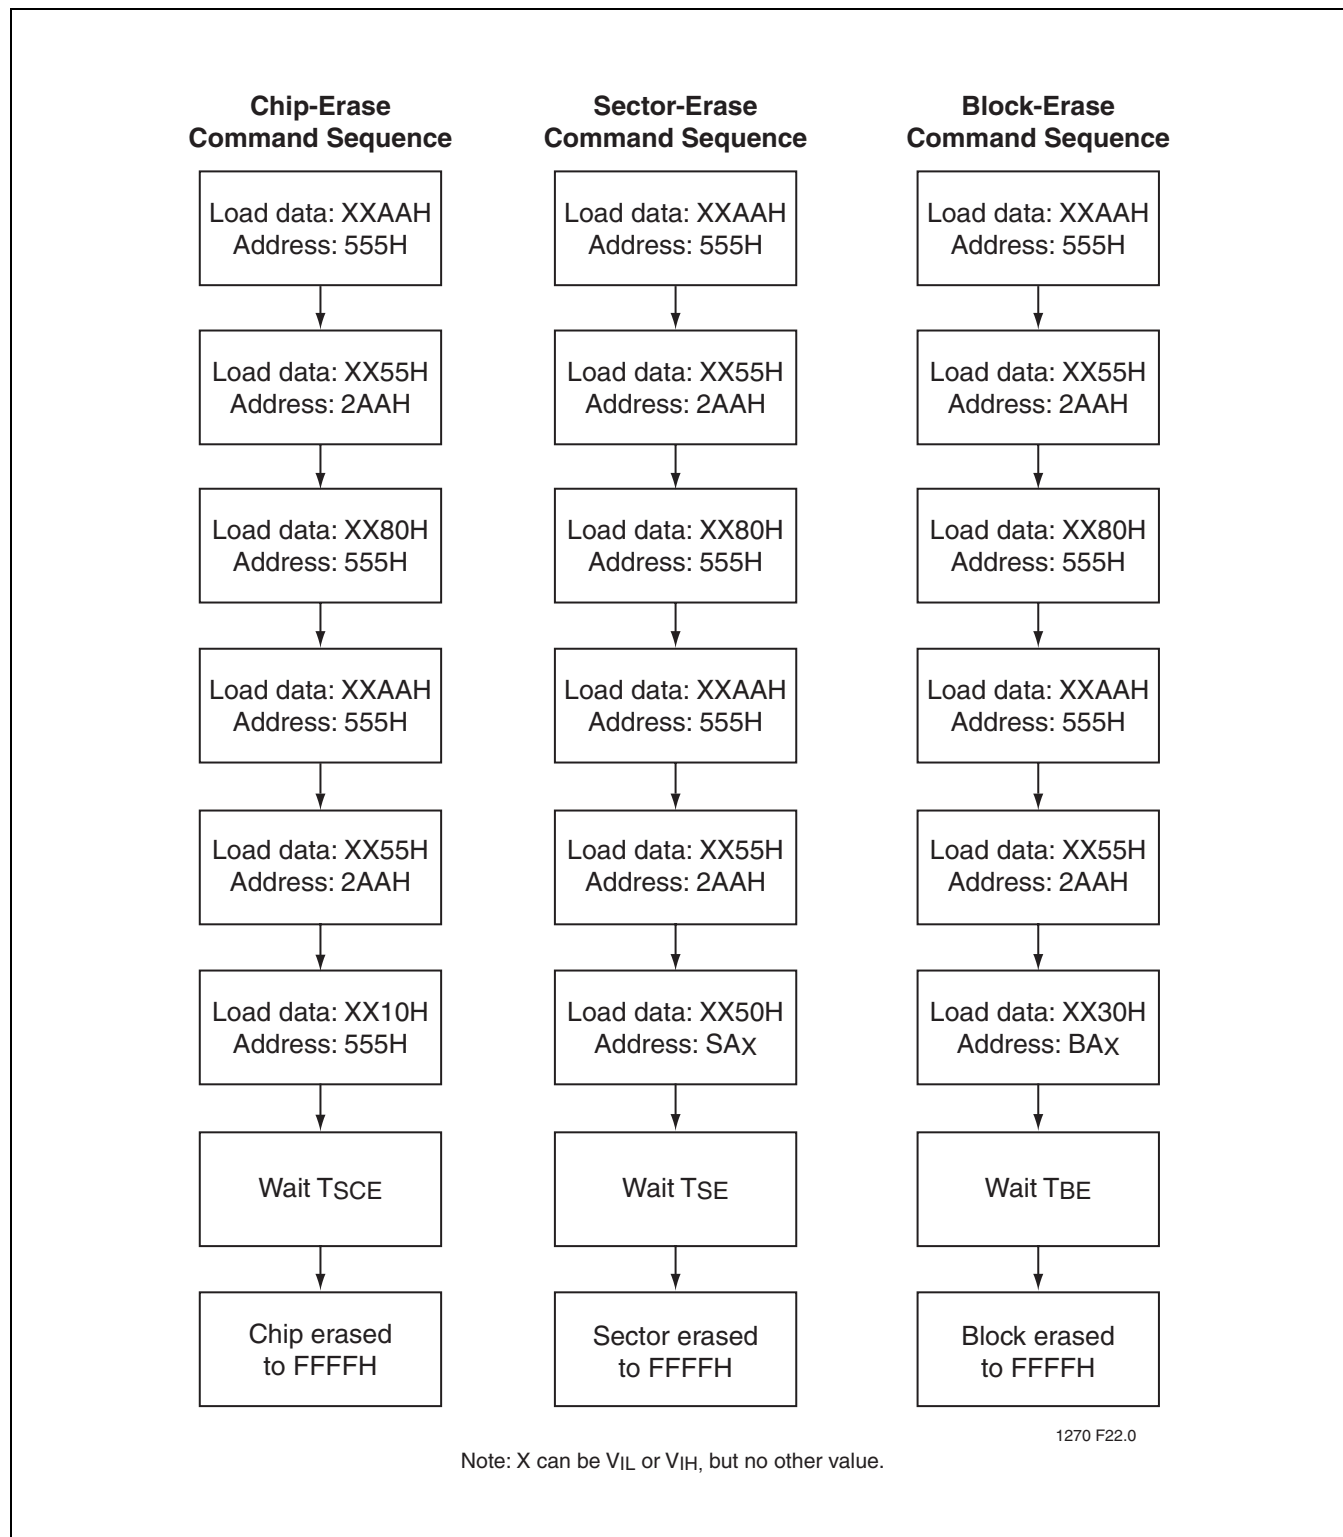 Chip-Erase
Command Sequence
Load data: XXAAH
Address: 555H
Load data: XX55H
Address: 2AAH
Load data: XX80H
Address: 555H
Load data: XXAAH
Address: 555H
Load data: XX55H
Address: 2AAH
Load data: XX10H
Address: 555H
Wait TSCE
Chip erased
to FFFFH
Sector-Erase
Command Sequence
Load data: XXAAH
Address: 555H
Load data: XX55H
Address: 2AAH
Load data: XX80H
Address: 555H
Load data: XXAAH
Address: 555H
Load data: XX55H
Address: 2AAH
Load data: XX50H
Address: SAX
Wait TSE
Sector erased
to FFFFH
Block-Erase
Command Sequence
Load data: XXAAH
Address: 555H
Load data: XX55H
Address: 2AAH
Load data: XX80H
Address: 555H
Load data: XXAAH
Address: 555H
Load data: XX55H
Address: 2AAH
Load data: XX30H
Address: BAX
Wait TBE
Block erased
to FFFFH
1270 F22.0
Note: X can be VIL or VIH, but no other value.